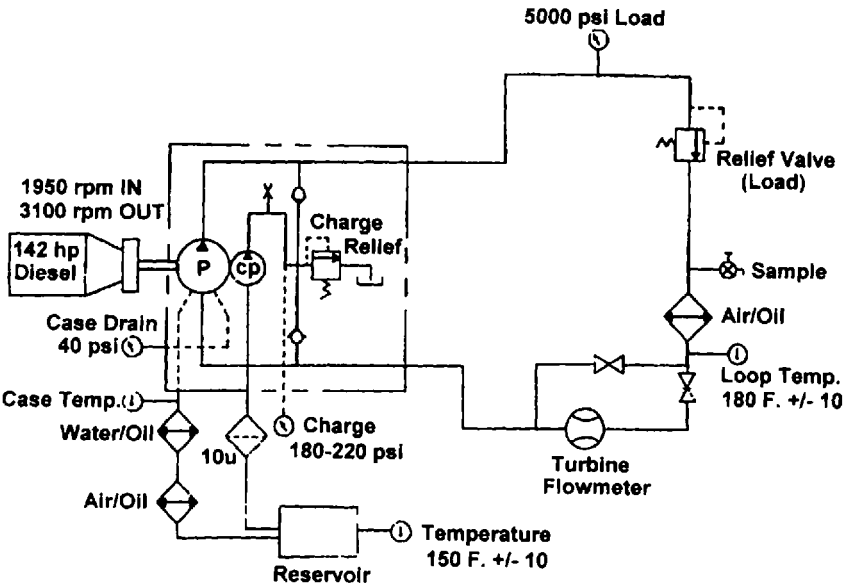 5000 psi Load
Relief Valve
(Load)
1950 rpm IN
3100 rpm OUT
Charge
Relief
142 hp
Diesel
P
cp
Sample
Air/Oil
Case Drain
40 psi
Loop Temp.
180 F. +/- 10
Case Temp.
Water/Oil
10u
Charge
180-220 psi
Turbine
Flowmeter
Air/Oil
Temperature
150 F. +/- 10
Reservoir